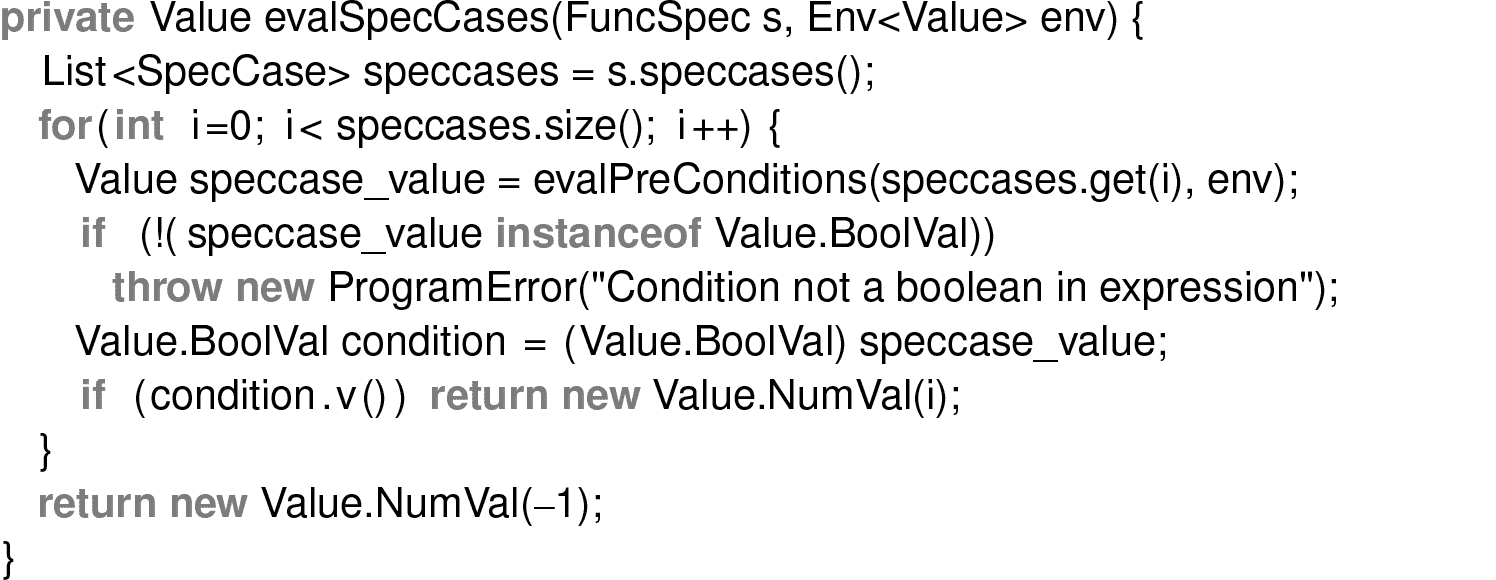 private Value evalSpecCases(FuncSpec s, Env<Value> env) {
List<SpecCase> speccases = s.speccases();
for(int i=0; i< speccases.size(); i++) {
Value speccase_value = evalPreConditions(speccases.get(i), env);
if (!( speccase_value instanceof Value.BoolVal))
throw new ProgramError("Condition not a boolean in expression");
Value.BoolVal condition = (Value.BoolVal) speccase_value;
if (condition.v()) return new Value.NumVal(i);
}
return new Value.NumVal(−1);
}